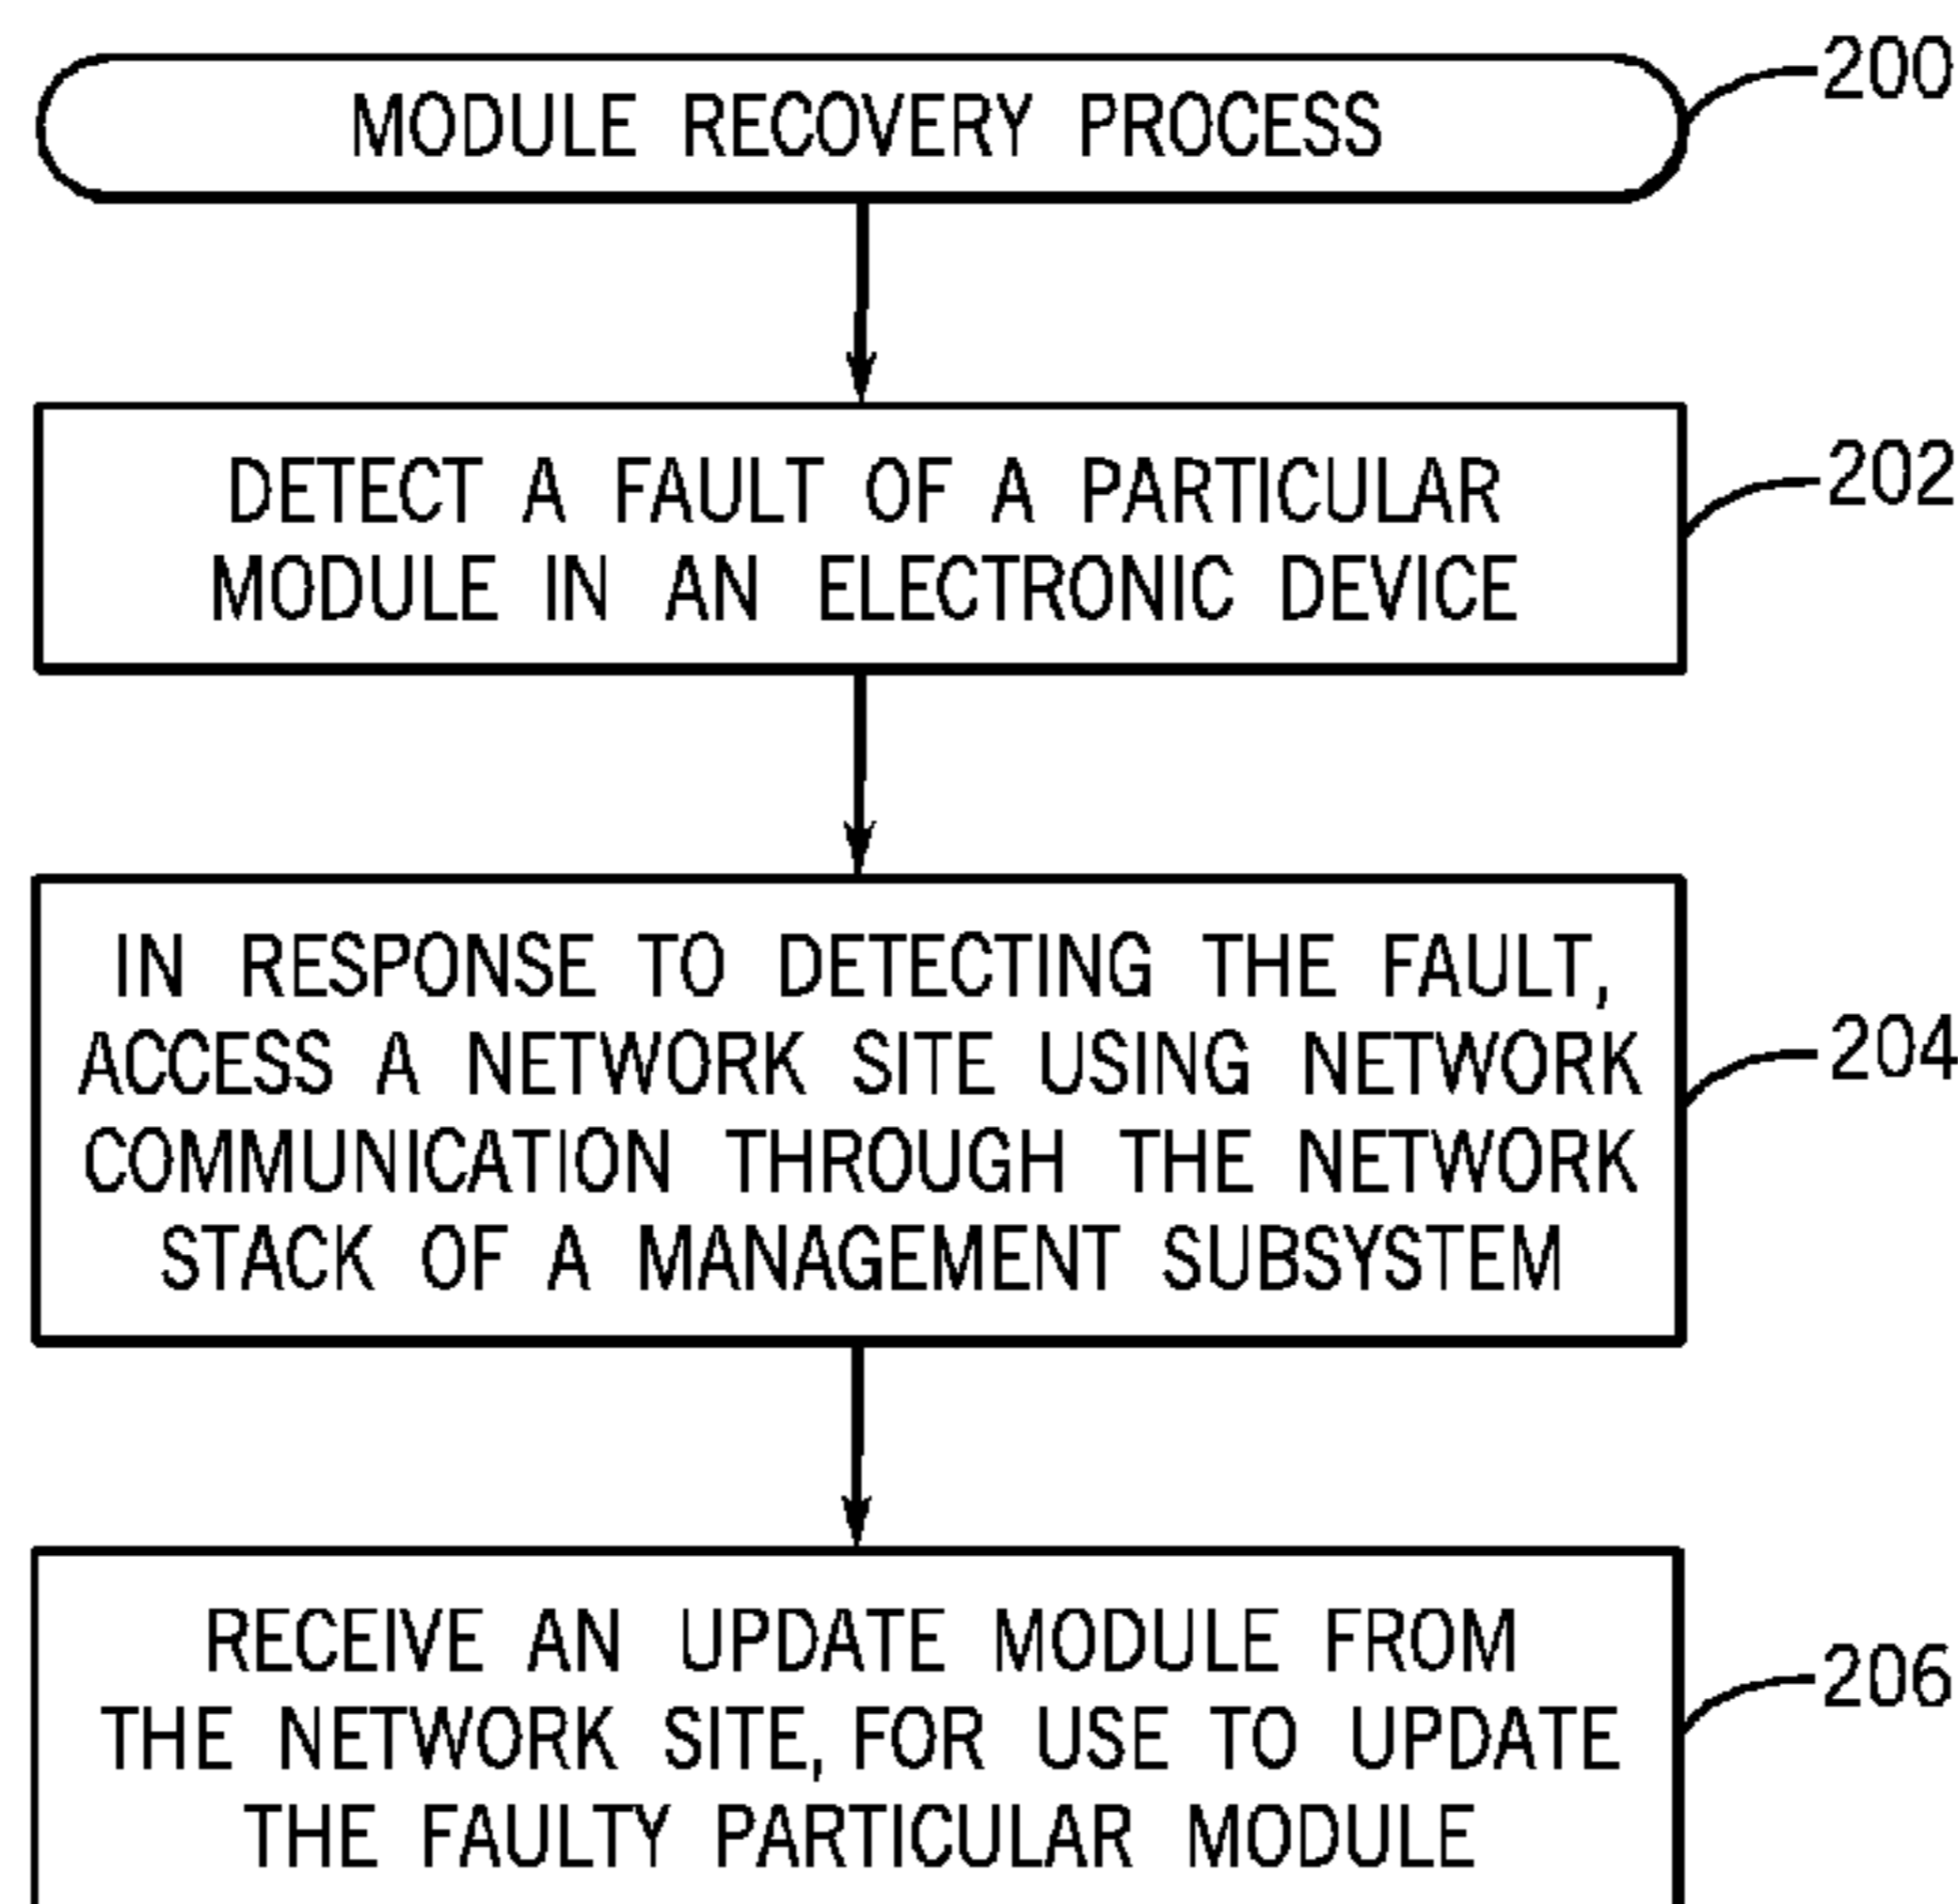 MODULE RECOVERY PROCESS
200
DETECT A FAULT OF A PARTICULAR
MODULE IN AN ELECTRONIC DEVICE
202
IN RESPONSE TO DETECTING THE FAULT,
ACCESS A NETWORK SITE USING NETWORK
COMMUNICATION THROUGH THE NETWORK
STACK OF A MANAGEMENT SUBSYSTEM
204
RECEIVE AN UPDATE MODULE FROM
THE NETWORK SITE, FOR USE TO UPDATE
THE FAULTY PARTICULAR MODULE
206